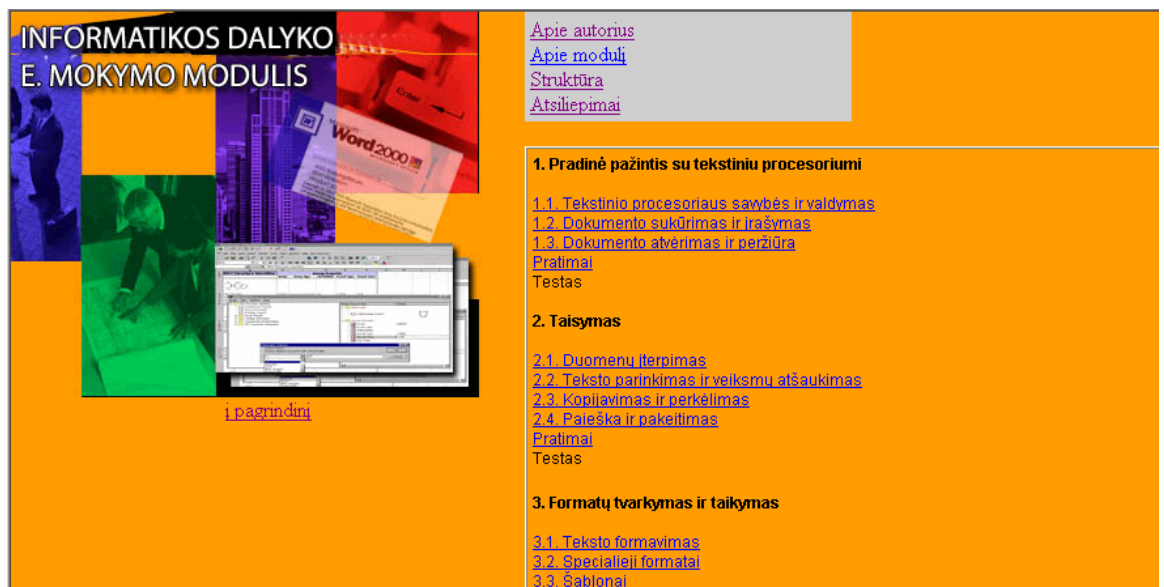 INFORMATIKOS DALYKO
E. MOKYMO MODULIS
Enter
Microsoft
Word 2000
į pagrindinį
Apie autorius
Apie modulį
Struktūra
Atsiliepimai
1. Pradinė pažintis su tekstiniu procesoriumi
1.1. Tekstinio procesoriaus savybės ir valdymas
1.2. Dokumento sukūrimas ir įrašymas
1.3. Dokumento atvėrimas ir peržiūra
Pratimai
Testas
2. Taisymas
2.1. Duomenų įterpimas
2.2. Teksto parinkimas ir veiksmų atšaukimas
2.3. Kopijavimas ir perkėlimas
2.4. Paieška ir pakeitimas
Pratimai
Testas
3. Formatų tvarkymas ir taikymas
3.1. Teksto formavimas
3.2. Specialieji formatai
3.3. Šablonai